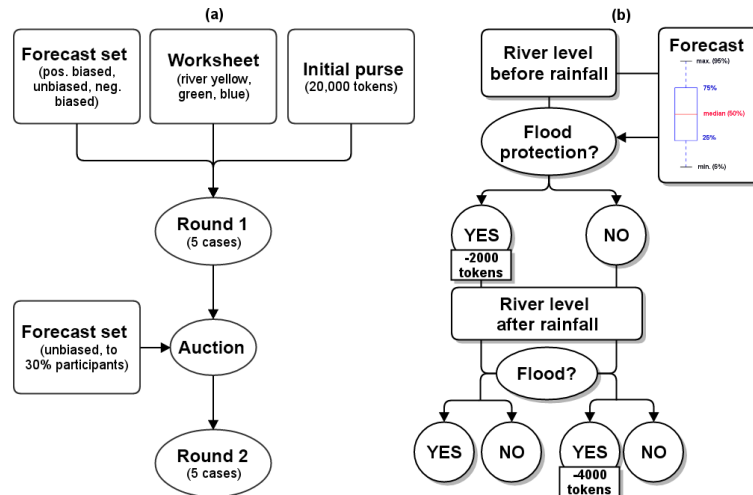 (a)
Forecast set
(pos. biased,
unbiased, neg.
biased)
Worksheet
(river yellow,
green, blue)
Initial purse
(20,000 tokens)
Round 1
(5 cases)
Forecast set
(unbiased, to
30% participants)
Auction
Round 2
(5 cases)
(b)
River level
before rainfall
Forecast
max. (95%)
75%
median (50%)
25%
min. (5%)
Flood
protection?
YES
-2000
tokens
NO
River level
after rainfall
Flood?
YES
NO
YES
-4000
tokens
NO